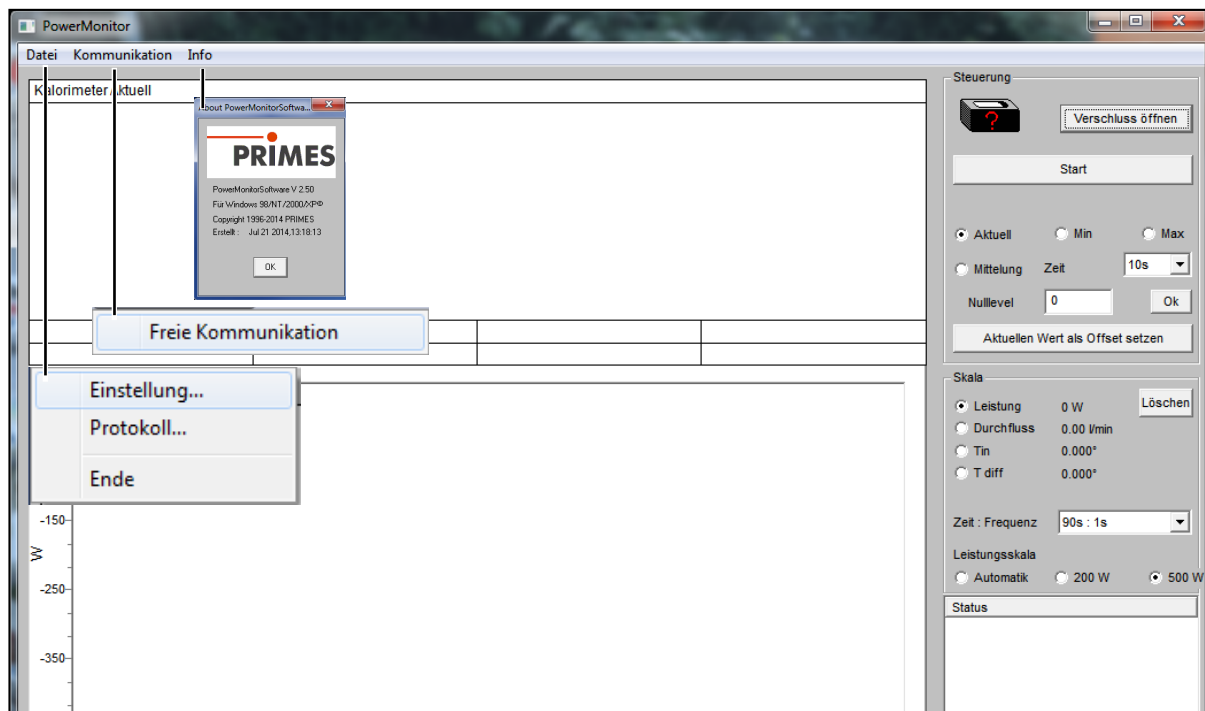 PowerMonitor
Datei Kommunikation Info
Kalorimeter Aktuell
About PowerMonitorSoftwa...
PRIMES
PowerMonitorSoftware V 2.50
Für Windows 98/NT/2000/XP©
Copyright 1996-2014 PRIMES
Erstellt : Jul 21 2014,13:18:13
OK
Freie Kommunikation
Einstellung...
Protokoll...
Ende
-150
W
-250
-350
Steuerung
?
Verschluss öffnen
Start
Aktuell Min Max
Mittelung Zeit 10s
Nulllevel 0 Ok
Aktuellen Wert als Offset setzen
Skala
Leistung 0 W Löschen
Durchfluss 0.00 l/min
Tin 0.000°
T diff 0.000°
Zeit : Frequenz 90s : 1s
Leistungsskala
Automatik 200 W 500 W
Status